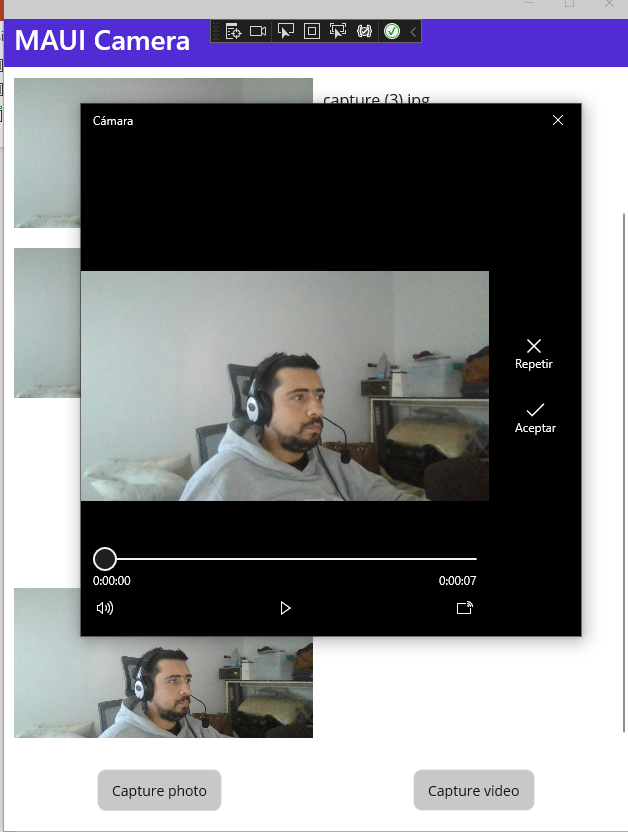 MAUI Camera
capture (3).jpg
Cámara
Repetir
Aceptar
0:00:00
0:00:07
Capture photo
Capture video